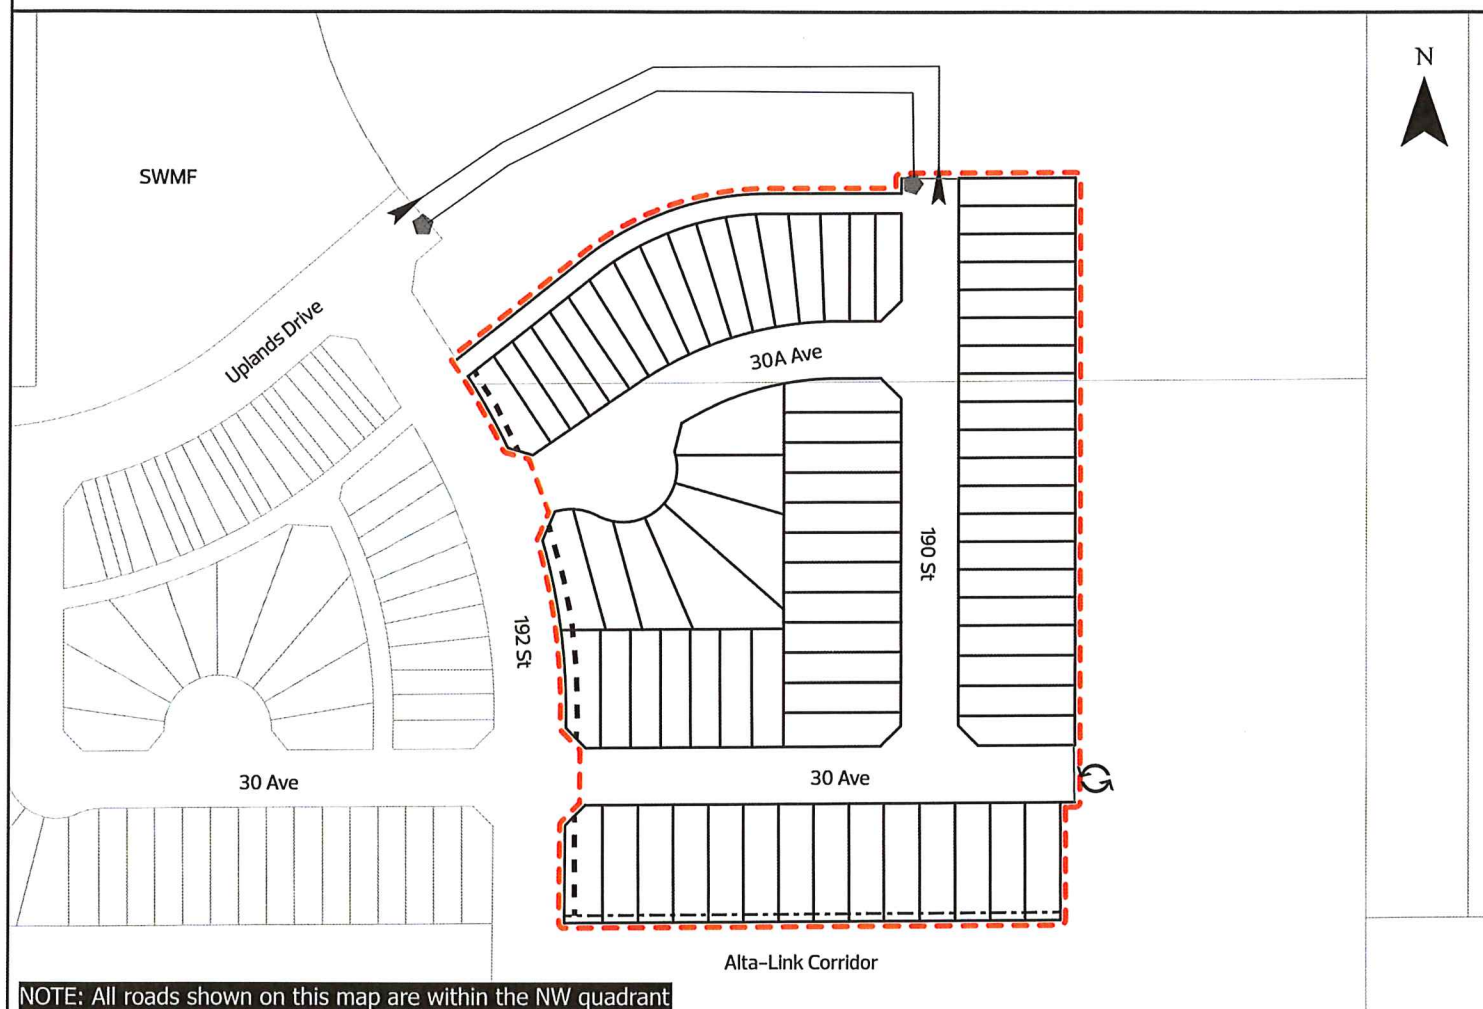 N
SWMF
Uplands Drive
30A Ave
190 St
192 St
30 Ave
30 Ave
Alta-Link Corridor
NOTE: All roads shown on this map are within the NW quadrant